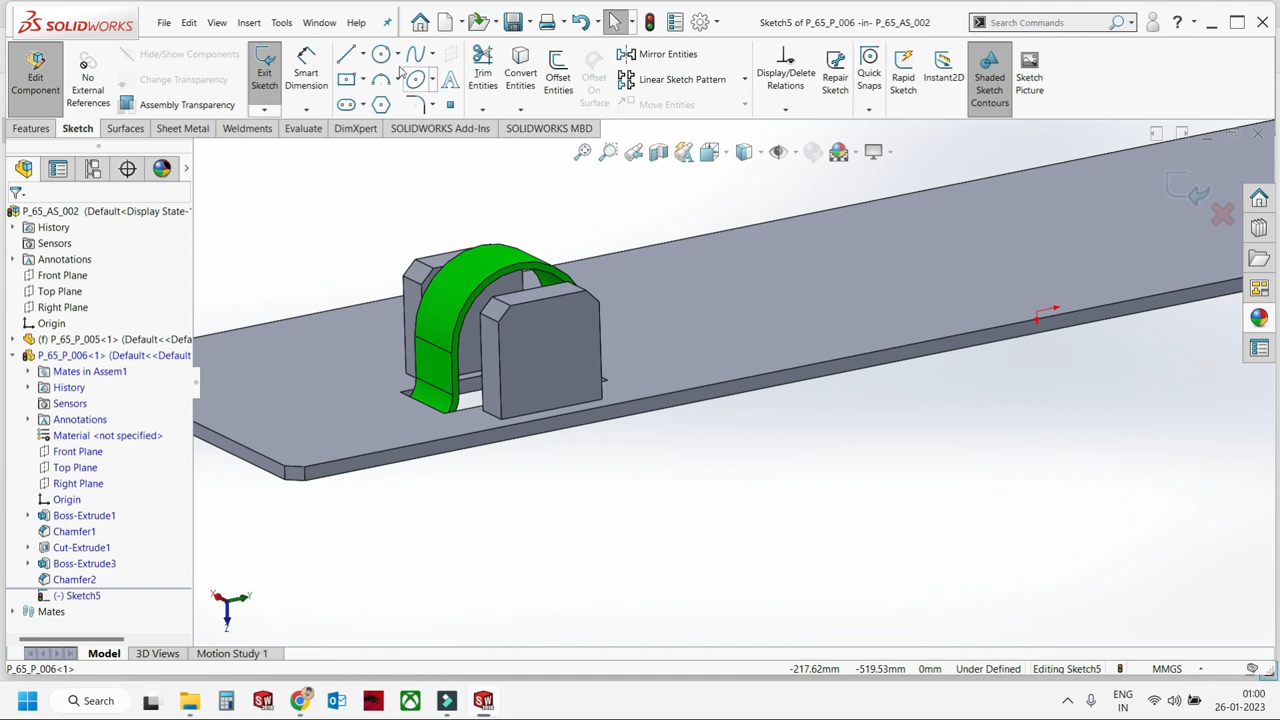 SOLIDWORKS File Edit View Insert Tools Window Help Sketch5 of P_65_P_006 -in- P_65_AS_002 Search Commands ?
Edit Component
No External References
Hide/Show Components
Change Transparency
Assembly Transparency
Exit Sketch
Smart Dimension
Trim Entities
Convert Entities
Offset Entities
Offset On Surface
Mirror Entities
Linear Sketch Pattern
Move Entities
Display/Delete Relations
Repair Sketch
Quick Snaps
Rapid Sketch
Instant2D
Shaded Sketch Contours
Sketch Picture
Features Sketch Surfaces Sheet Metal Weldments Evaluate DimXpert SOLIDWORKS Add-Ins SOLIDWORKS MBD
P_65_AS_002 (Default<Display State-
History
Sensors
Annotations
Front Plane
Top Plane
Right Plane
Origin
(f) P_65_P_005<1> (Default<<Def
P_65_P_006<1> (Default<<Default
Mates in Assem1
History
Sensors
Annotations
Material <not specified>
Front Plane
Top Plane
Right Plane
Origin
Boss-Extrude1
Chamfer1
Cut-Extrude1
Boss-Extrude3
Chamfer2
(-) Sketch5
Mates
X Y
Z
Model 3D Views Motion Study 1
P_65_P_006<1> -217.62mm -519.53mm 0mm Under Defined Editing Sketch5 MMGS
Search
ENG
IN
01:00
26-01-2023